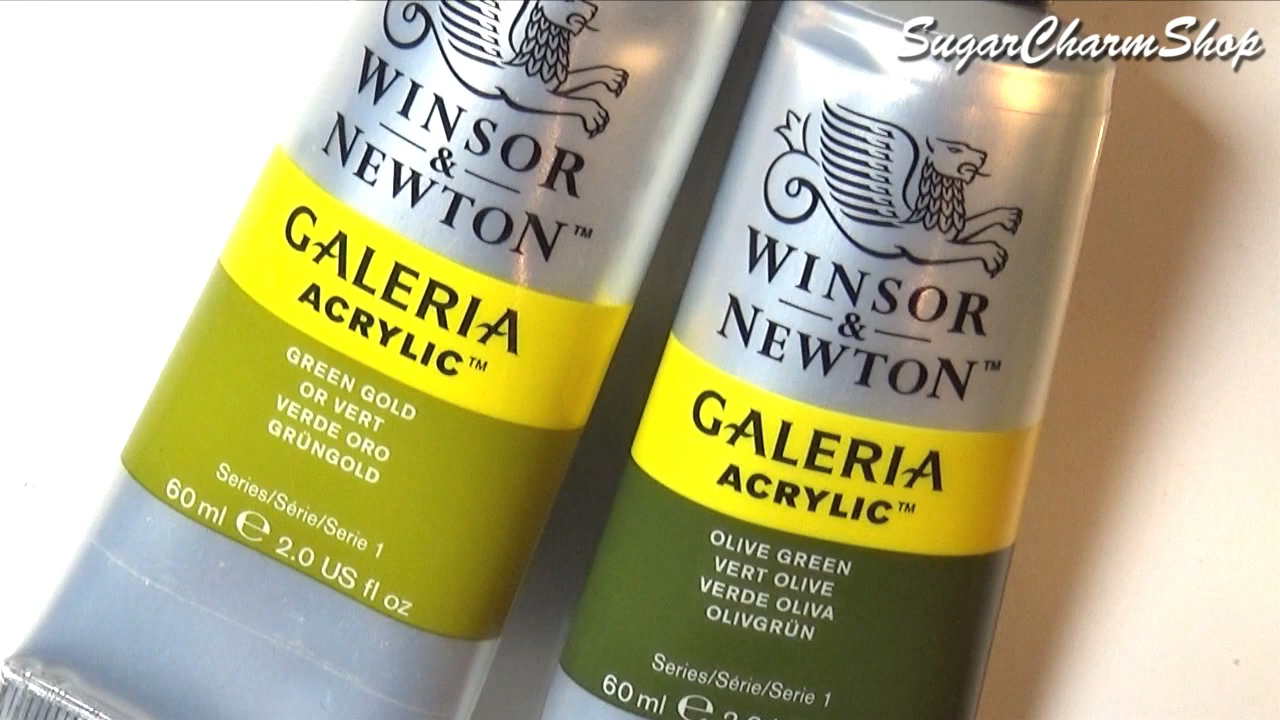 SugarCharmShop
WINSOR
&
NEWTON™
GALERIA
ACRYLIC™
GREEN GOLD
OR VERT
VERDE ORO
GRÜNGOLD
Series/Série/Serie 1
60 ml ℮ 2.0 US fl oz
WINSOR
&
NEWTON™
GALERIA
ACRYLIC™
OLIVE GREEN
VERT OLIVE
VERDE OLIVA
OLIVGRÜN
Series/Série/Serie 1
60 ml ℮